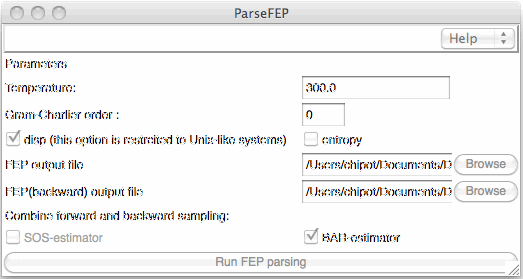 ParseFEP
Help
Parameters
Temperature: 300.0
Gram-Charlier order : 0
disp (this option is restrcited to Unix-like systems) entropy
FEP output file /Users/chipot/Documents/D Browse
FEP(backward) output file /Users/chipot/Documents/D Browse
Combine forward and backward sampling:
SOS-estimator BAR-estimator
Run FEP parsing